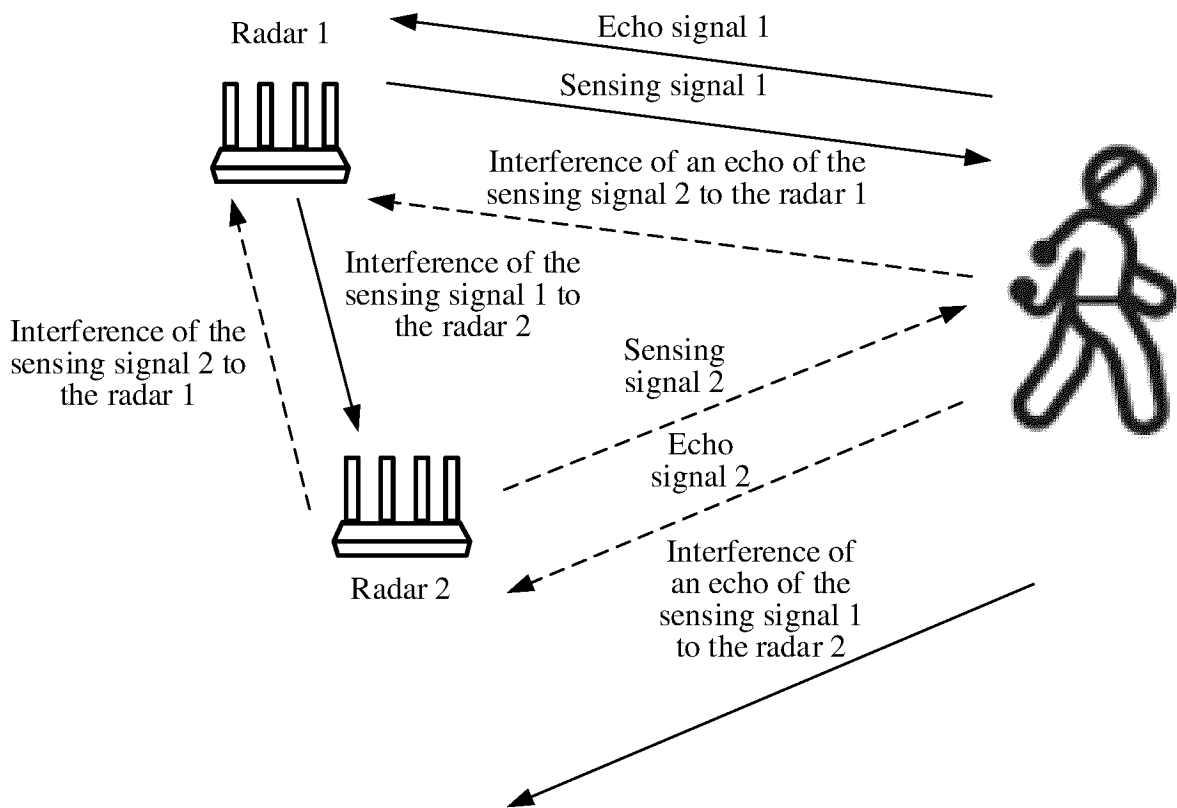 Radar 1
Echo signal 1
Sensing signal 1
Interference of an echo of the
sensing signal 2 to the radar 1
Interference of the
sensing signal 1 to
the radar 2
Interference of the
sensing signal 2 to
the radar 1
Sensing
signal 2
Echo
signal 2
Radar 2
Interference of
an echo of the
sensing signal 1
to the radar 2